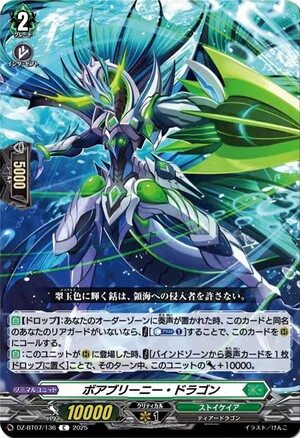 2
グレード
インターセプト
5000
シールド
翠玉色に輝く銛は、領海への侵入者を許さない。
【ドロップ】:あなたのオーダーゾーンに奏声が置かれた時、このカードと同名
のあなたのリアガードがいないなら、【1】することで、このカードを
にコールする。
:このユニットが に登場した時、【バインドゾーンから奏声カードを1枚ド
ロップに置く】ことで、そのターン中、このユニットの +10000。
ノーマルユニット
ボアブリーニー・ドラゴン
パワー
10000
クリティカル
1
ストイケイア
ティアードラゴン
DZ-BT07/136 C 2025
イラスト/けんこ